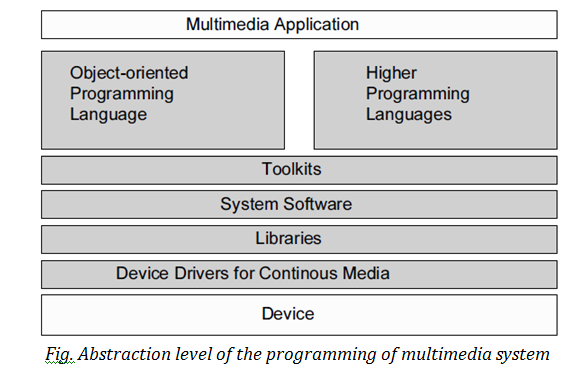 Multimedia Application
Object-oriented
Programming
Language
Higher
Programming
Languages
Toolkits
System Software
Libraries
Device Drivers for Continous Media
Device
Fig. Abstraction level of the programming of multimedia system